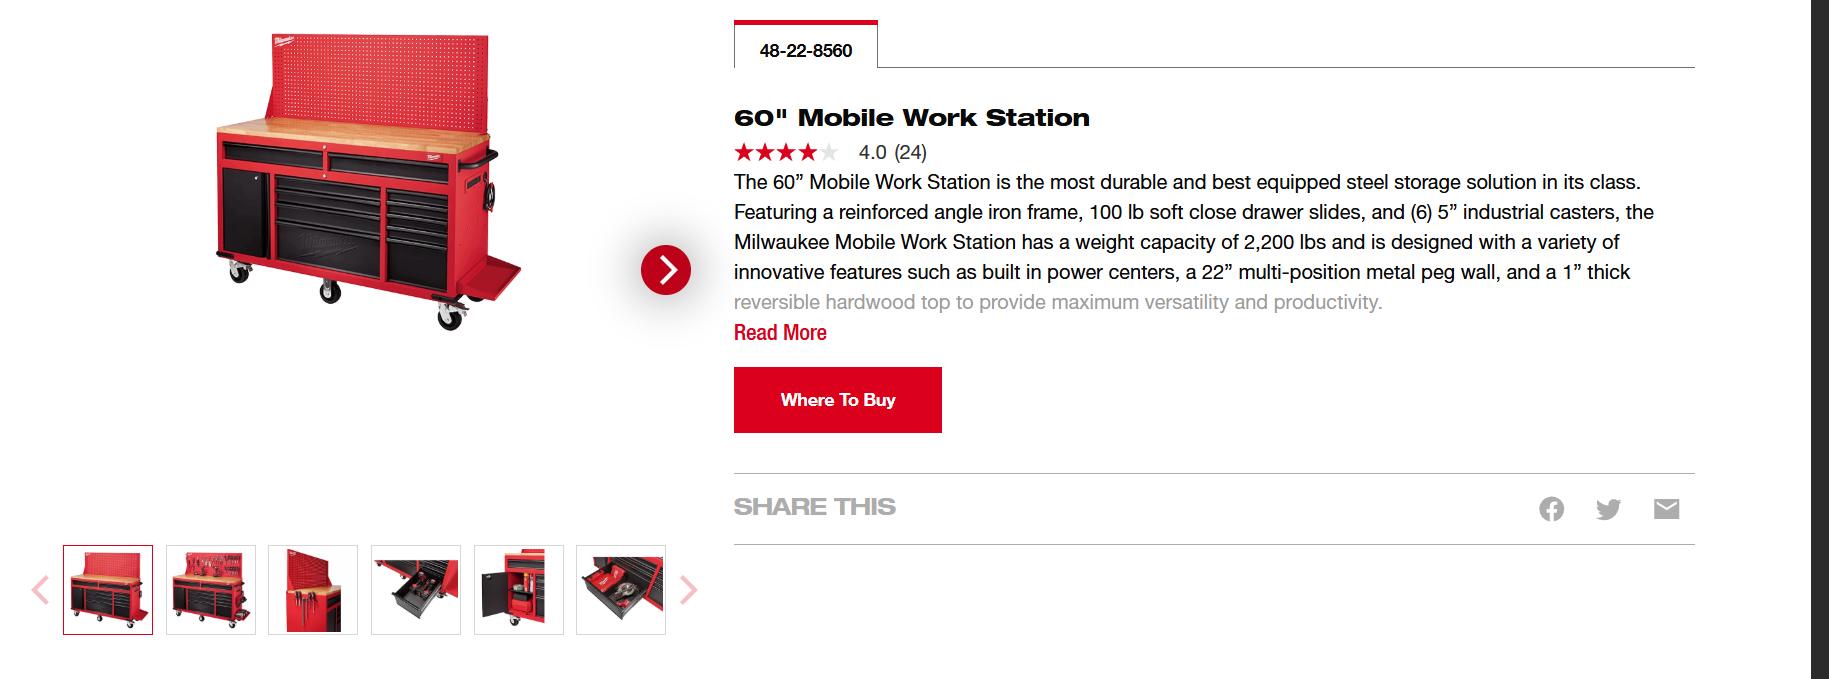 Milwaukee
48-22-8560
60" Mobile Work Station
4.0 (24)
The 60” Mobile Work Station is the most durable and best equipped steel storage solution in its class.
Featuring a reinforced angle iron frame, 100 lb soft close drawer slides, and (6) 5” industrial casters, the
Milwaukee Mobile Work Station has a weight capacity of 2,200 lbs and is designed with a variety of
innovative features such as built in power centers, a 22” multi-position metal peg wall, and a 1” thick
reversible hardwood top to provide maximum versatility and productivity.
Read More
Where To Buy
SHARE THIS